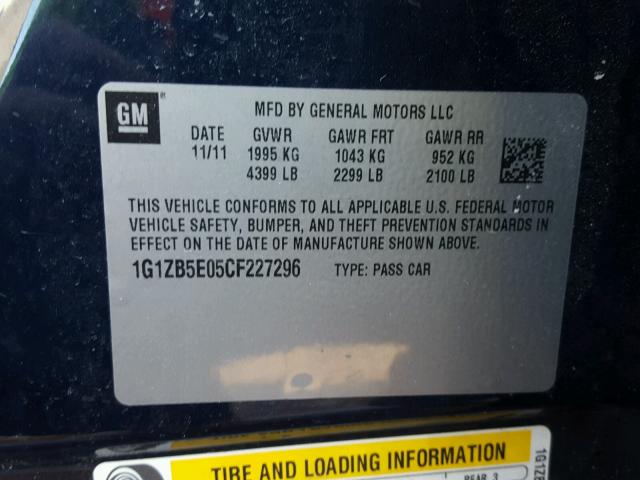 GM
MFD BY GENERAL MOTORS LLC
DATE GVWR GAWR FRT GAWR RR
11/11 1995 KG 1043 KG 952 KG
4399 LB 2299 LB 2100 LB
THIS VEHICLE CONFORMS TO ALL APPLICABLE U.S. FEDERAL MOTOR
VEHICLE SAFETY, BUMPER, AND THEFT PREVENTION STANDARDS IN
EFFECT ON THE DATE OF MANUFACTURE SHOWN ABOVE.
1G1ZB5E05CF227296 TYPE: PASS CAR
TIRE AND LOADING INFORMATION
REAR 3
1G1ZB